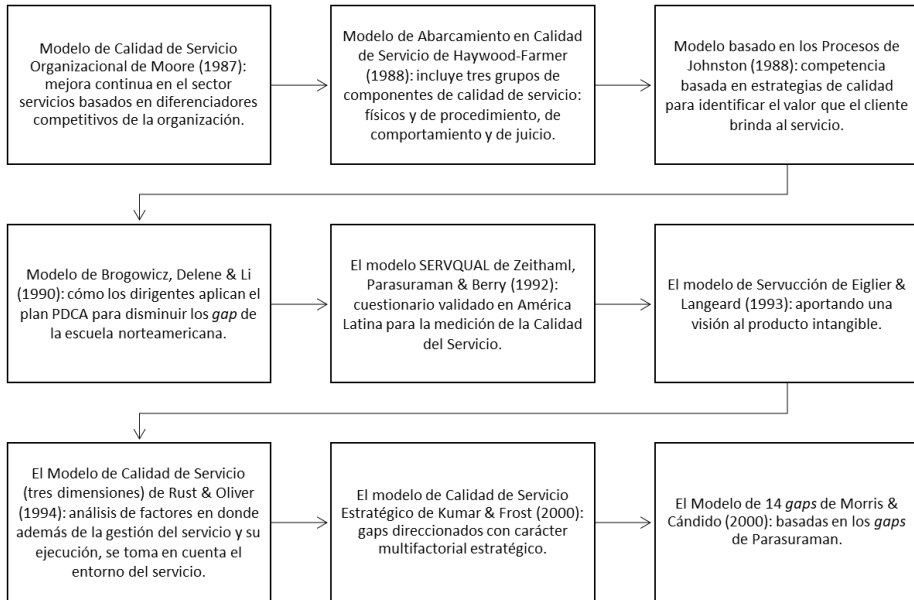 Modelo de Calidad de Servicio
Organizacional de Moore (1987):
mejora continua en el sector
servicios basados en diferenciadores
competitivos de la organización.
Modelo de Abarcamiento en Calidad
de Servicio de Haywood-Farmer
(1988): incluye tres grupos de
componentes de calidad de servicio:
físicos y de procedimiento, de
comportamiento y de juicio.
Modelo basado en los Procesos de
Johnston (1988): competencia
basada en estrategias de calidad
para identificar el valor que el cliente
brinda al servicio.
Modelo de Brogowicz, Delene & Li
(1990): cómo los dirigentes aplican el
plan PDCA para disminuir los gap de
la escuela norteamericana.
El modelo SERVQUAL de Zeithaml,
Parasuraman & Berry (1992):
cuestionario validado en América
Latina para la medición de la Calidad
del Servicio.
El modelo de Servucción de Eiglier &
Langeard (1993): aportando una
visión al producto intangible.
El Modelo de Calidad de Servicio
(tres dimensiones) de Rust & Oliver
(1994): análisis de factores en donde
además de la gestión del servicio y su
ejecución, se toma en cuenta el
entorno del servicio.
El modelo de Calidad de Servicio
Estratégico de Kumar & Frost (2000):
gaps direccionados con carácter
multifactorial estratégico.
El Modelo de 14 gaps de Morris &
Cándido (2000): basadas en los gaps
de Parasuraman.